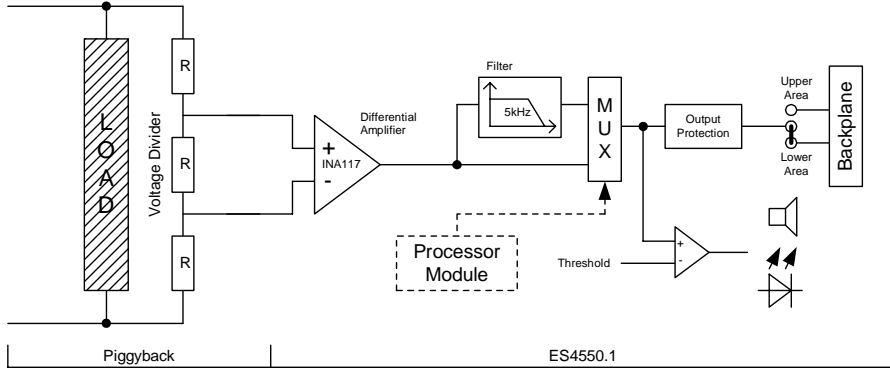 LOAD
Voltage Divider
R
R
R
+
INA117
-
Differential
Amplifier
Filter
5kHz
MUX
Processor
Module
Output
Protection
Upper
Area
Lower
Area
Backplane
Threshold
+
-
Piggyback
ES4550.1